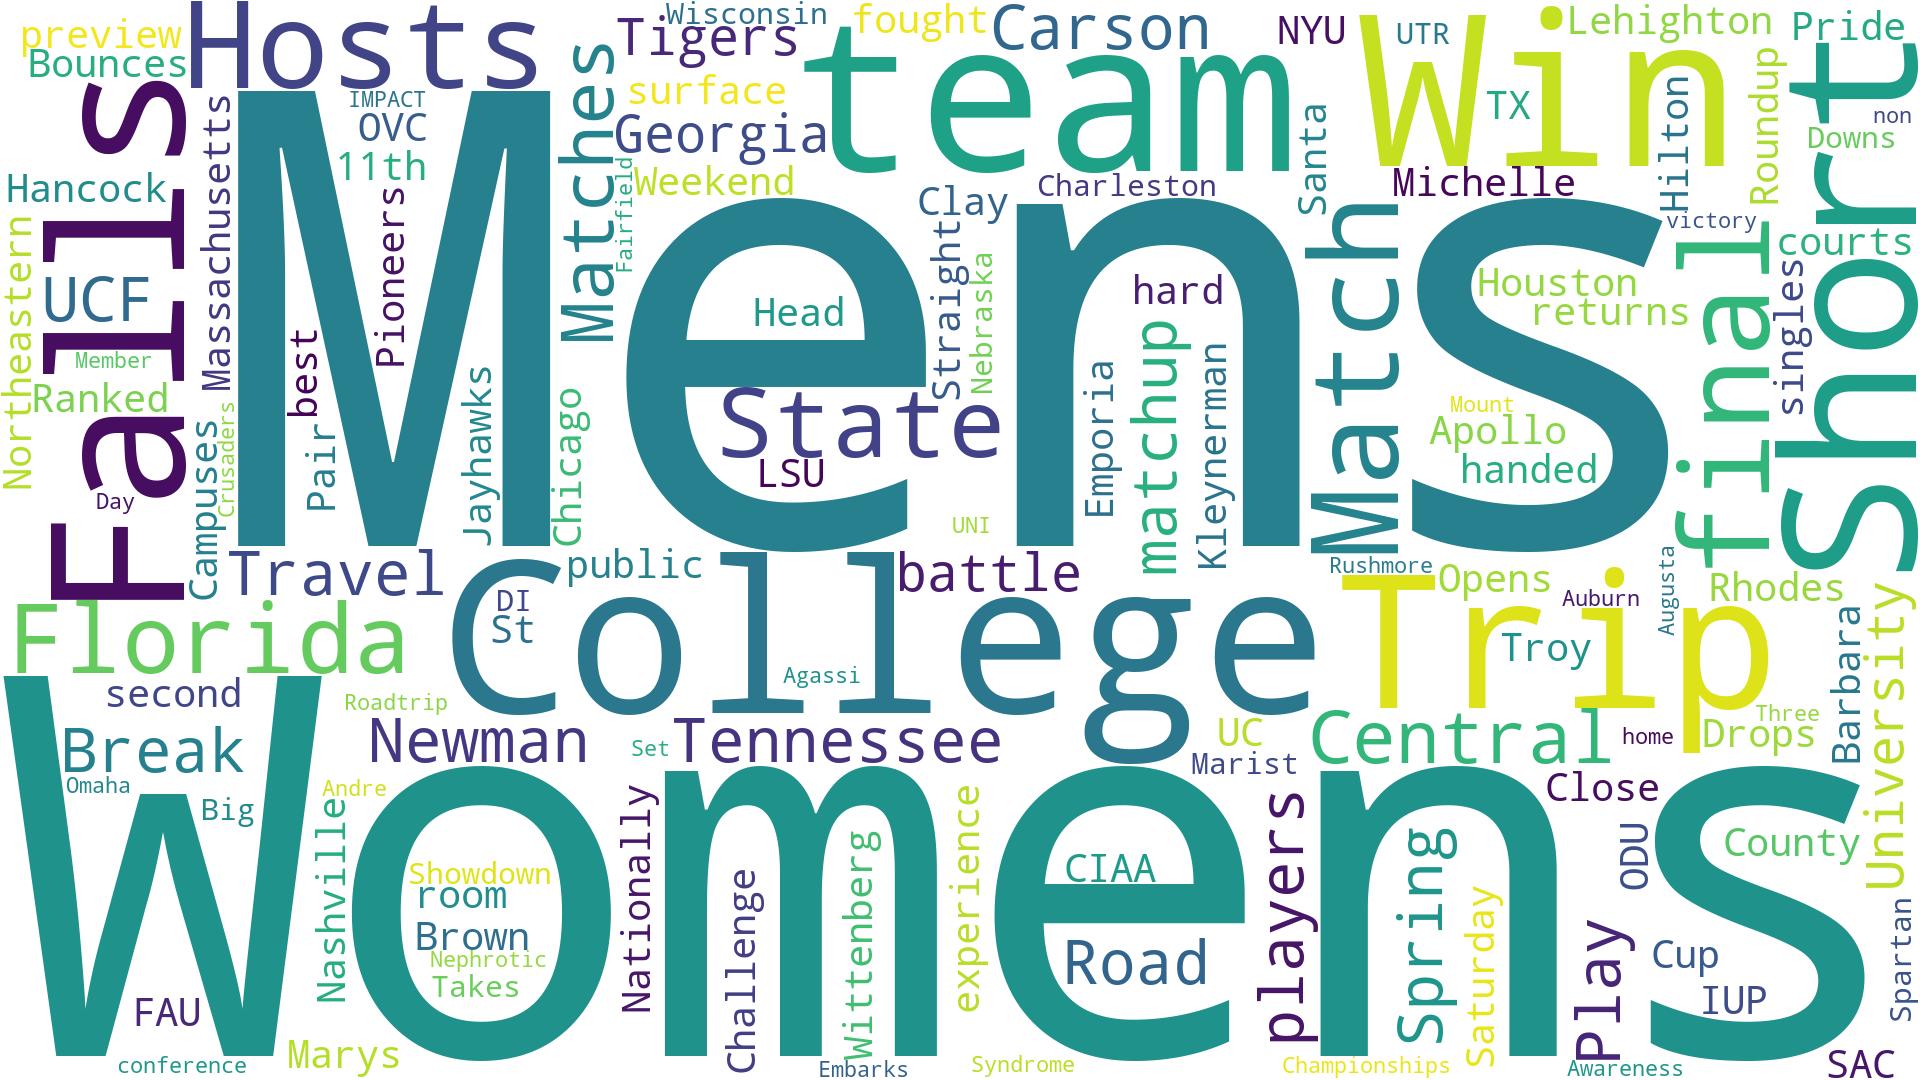 preview
Bounces
Hosts
Tigers
Wisconsin
fought
Carson
NYU
UTR
Win
Lehighton
Pride
Falls
Massachusetts
Mens
IMPACT
OVC
11th
Pioneers
Matches
surface
Georgia
Weekend
Fairfield
team
Charleston
Clay
Santa
Michelle
TX
Hilton
Roundup
victory
Short
non
Downs
courts
Hancock
Northeastern
UCF
Member
Ranked
Day
Campuses
Crusaders
best
Pair
Jayhawks
Chicago
Head
State
LSU
Straight
Nebraska
UNI
hard
matchup
Emporia
Kleynerman
Match
Houston
returns
Mount
Apollo
handed
final
singles
Travel
public
battle
Rushmore
Opens
Auburn
Augusta
Rhodes
Florida
DI
St
College
Agassi
Trip
Troy
Barbara
University
second
Roadtrip
Newman
Set
Tennessee
UC
Marist
Central
home
Drops
Three
Break
Omaha
Big
Andre
Womens
Nashville
Showdown
room
Brown
Nephrotic
Takes
Nationally
Challenge
Wittenberg
experience
CIAA
Road
players
Spring
Saturday
Close
Play
ODU
County
Cup
IUP
Spartan
FAU
conference
Marys
Embarks
Syndrome
Championships
Awareness
SAC